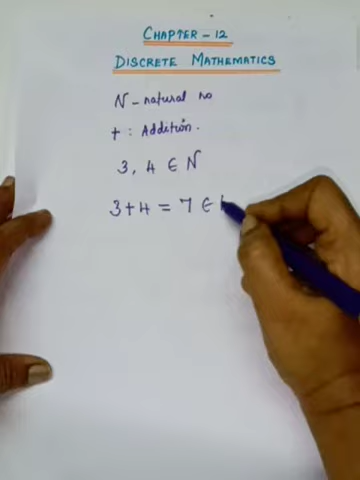 CHAPTER - 12
DISCRETE MATHEMATICS
N - natural no
+ : Addition.
3, 4 ∈ N
3+4 = 7 ∈